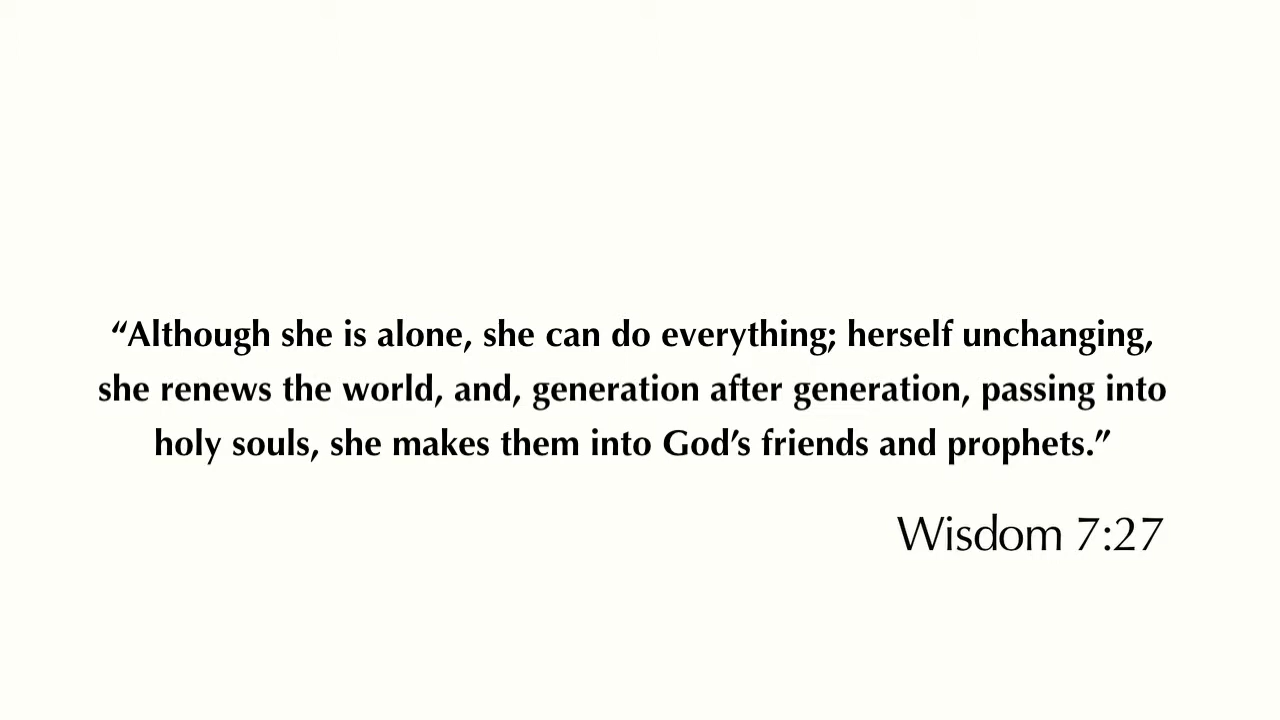 “Although she is alone, she can do everything; herself unchanging,
she renews the world, and, generation after generation, passing into
holy souls, she makes them into God’s friends and prophets.”
Wisdom 7:27